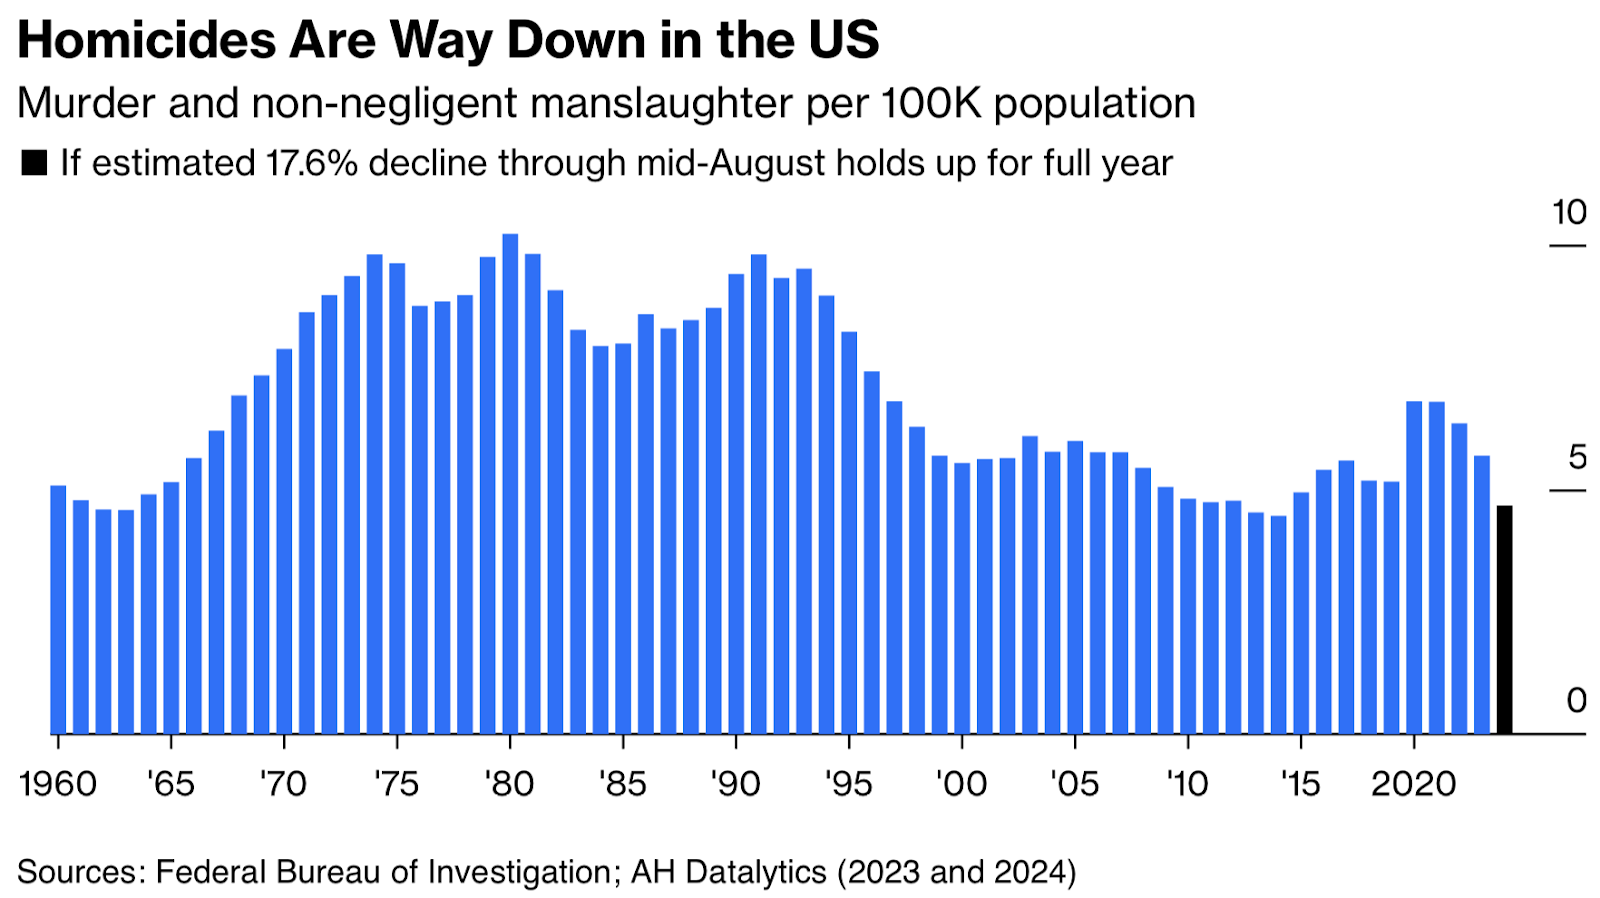 Homicides Are Way Down in the US
Murder and non-negligent manslaughter per 100K population
If estimated 17.6% decline through mid-August holds up for full year
10
5
0
1960 '65 '70 '75 '80 '85 '90 '95 '00 '05 '10 '15 2020
Sources: Federal Bureau of Investigation; AH Datalytics (2023 and 2024)